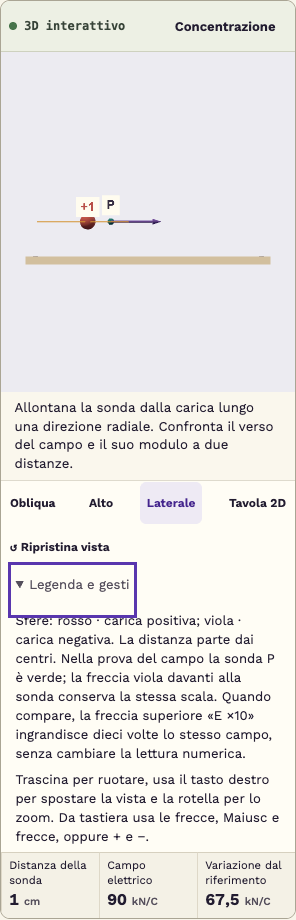 3D interattivo
Concentrazione
+1
P
Allontana la sonda dalla carica lungo
una direzione radiale. Confronta il verso
del campo e il suo modulo a due
distanze.
Obliqua
Alto
Laterale
Tavola 2D
↺ Ripristina vista
▼ Legenda e gesti
Sfere: rosso · carica positiva; viola ·
carica negativa. La distanza parte dai
centri. Nella prova del campo la sonda P
è verde; la freccia viola davanti alla
sonda conserva la stessa scala. Quando
compare, la freccia superiore «E ×10»
ingrandisce dieci volte lo stesso campo,
senza cambiare la lettura numerica.
Trascina per ruotare, usa il tasto destro
per spostare la vista e la rotella per lo
zoom. Da tastiera usa le frecce, Maiusc e
frecce, oppure + e −.
Distanza della
sonda
1 cm
Campo
elettrico
90 kN/C
Variazione dal
riferimento
67,5 kN/C